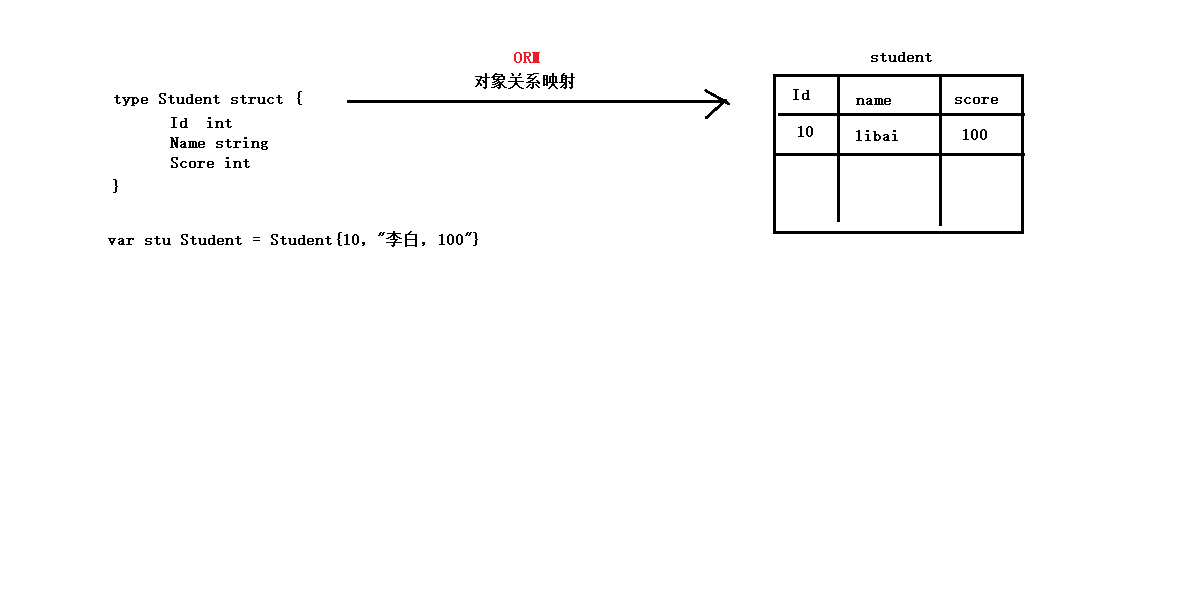 ORM
对象关系映射
type Student struct {
Id  int
Name string
Score int
}
var stu Student = Student{10, "李白, 100"}
student
Id name score
10 libai 100